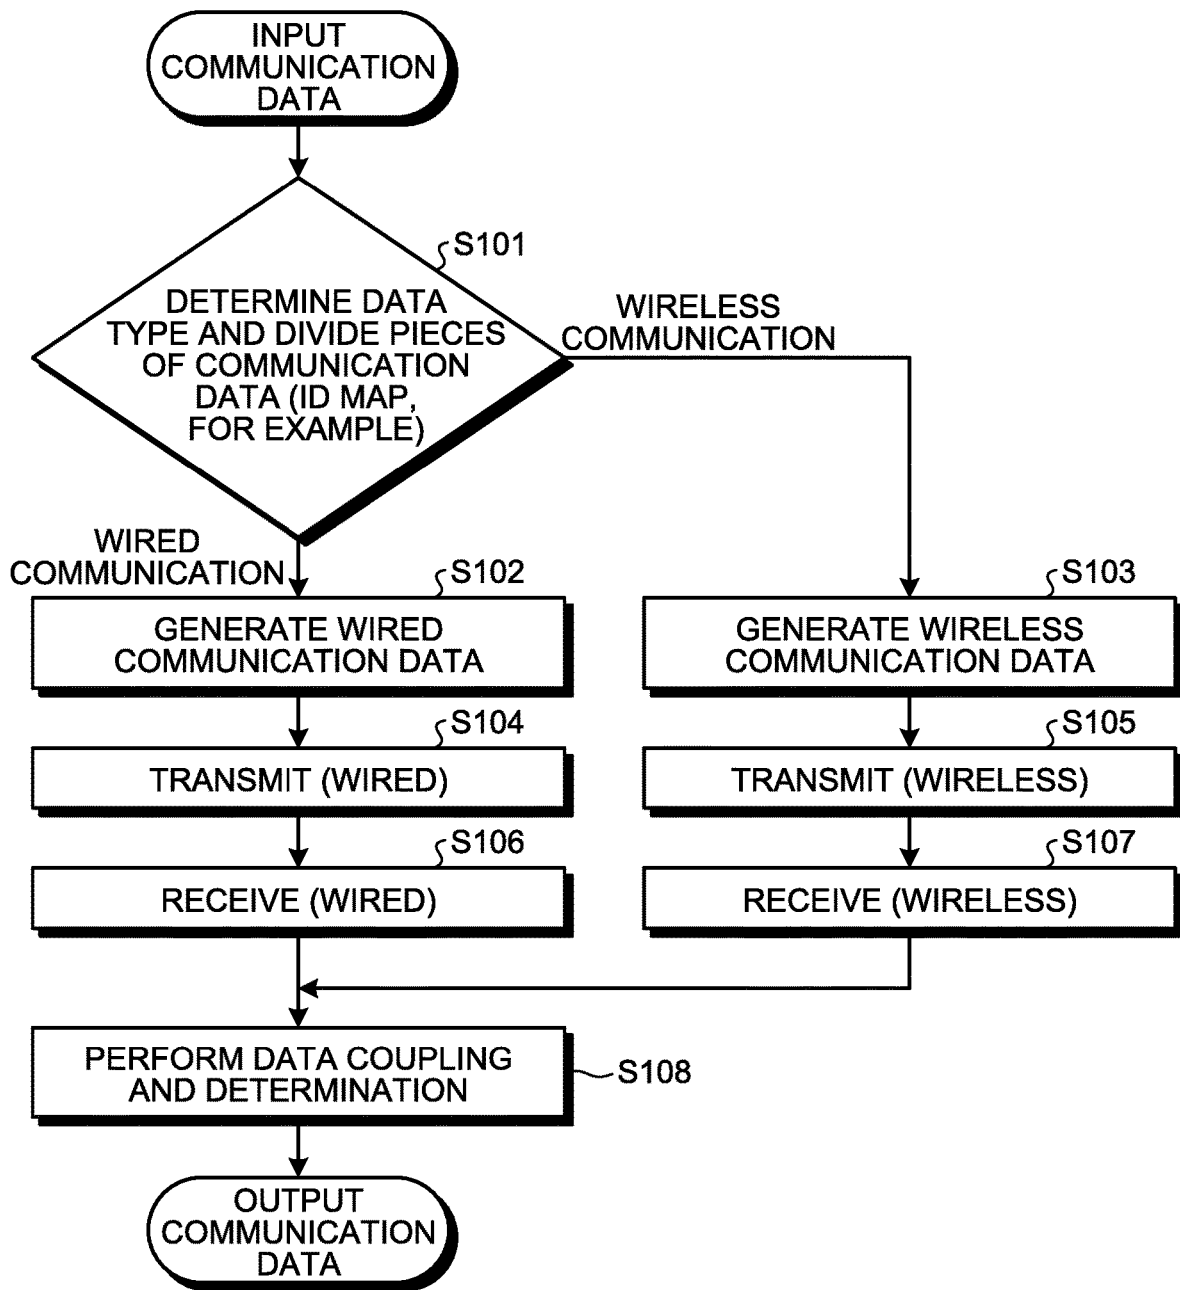 INPUT
COMMUNICATION
DATA
S101
DETERMINE DATA
TYPE AND DIVIDE PIECES
OF COMMUNICATION
DATA (ID MAP,
FOR EXAMPLE)
WIRELESS
COMMUNICATION
WIRED
COMMUNICATION
S102
GENERATE WIRED
COMMUNICATION DATA
S103
GENERATE WIRELESS
COMMUNICATION DATA
S104
TRANSMIT (WIRED)
S105
TRANSMIT (WIRELESS)
S106
RECEIVE (WIRED)
S107
RECEIVE (WIRELESS)
PERFORM DATA COUPLING
AND DETERMINATION
S108
OUTPUT
COMMUNICATION
DATA